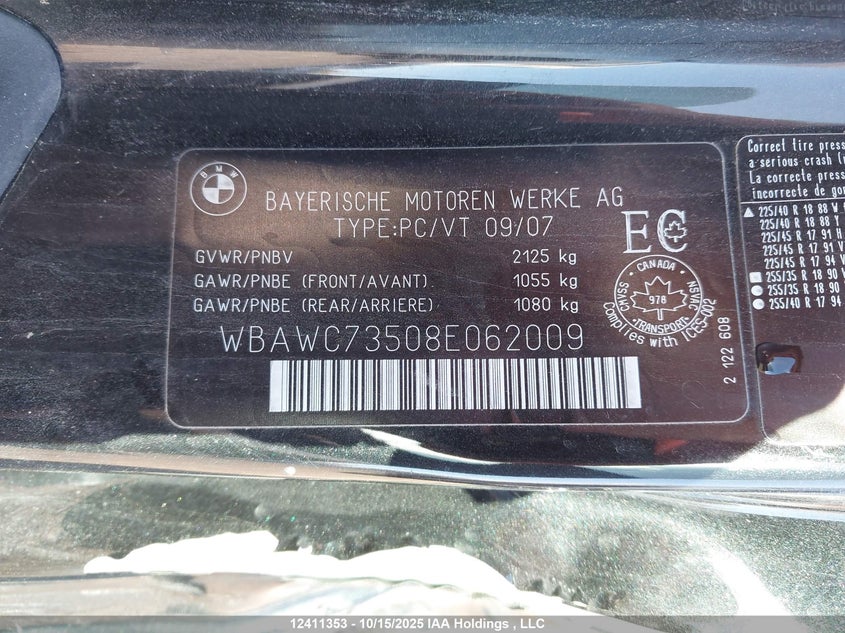 BMW
BAYERISCHE MOTOREN WERKE AG
TYPE:PC/VT 09/07
GVWR/PNBV 2125 kg
GAWR/PNBE (FRONT/AVANT). 1055 kg
GAWR/PNBE (REAR/ARRIERE) 1080 kg
WBAWC73508E062009
EC
CANADA
CMVSS NSVAC
978
TRANSPORT
Complies with ICES-002
2 122 608
Correct tire pres
a serious crash
La correcte press
incorrecte de go
225/40 R 18 88 W
225/40 R 18 88 Y
225/45 R 17 91 H
225/45 R 17 91 V
225/45 R 17 94 V
255/35 R 18 90
255/35 R 18 90
255/40 R 17 94
12411353 - 10/15/2025 IAA Holdings , LLC